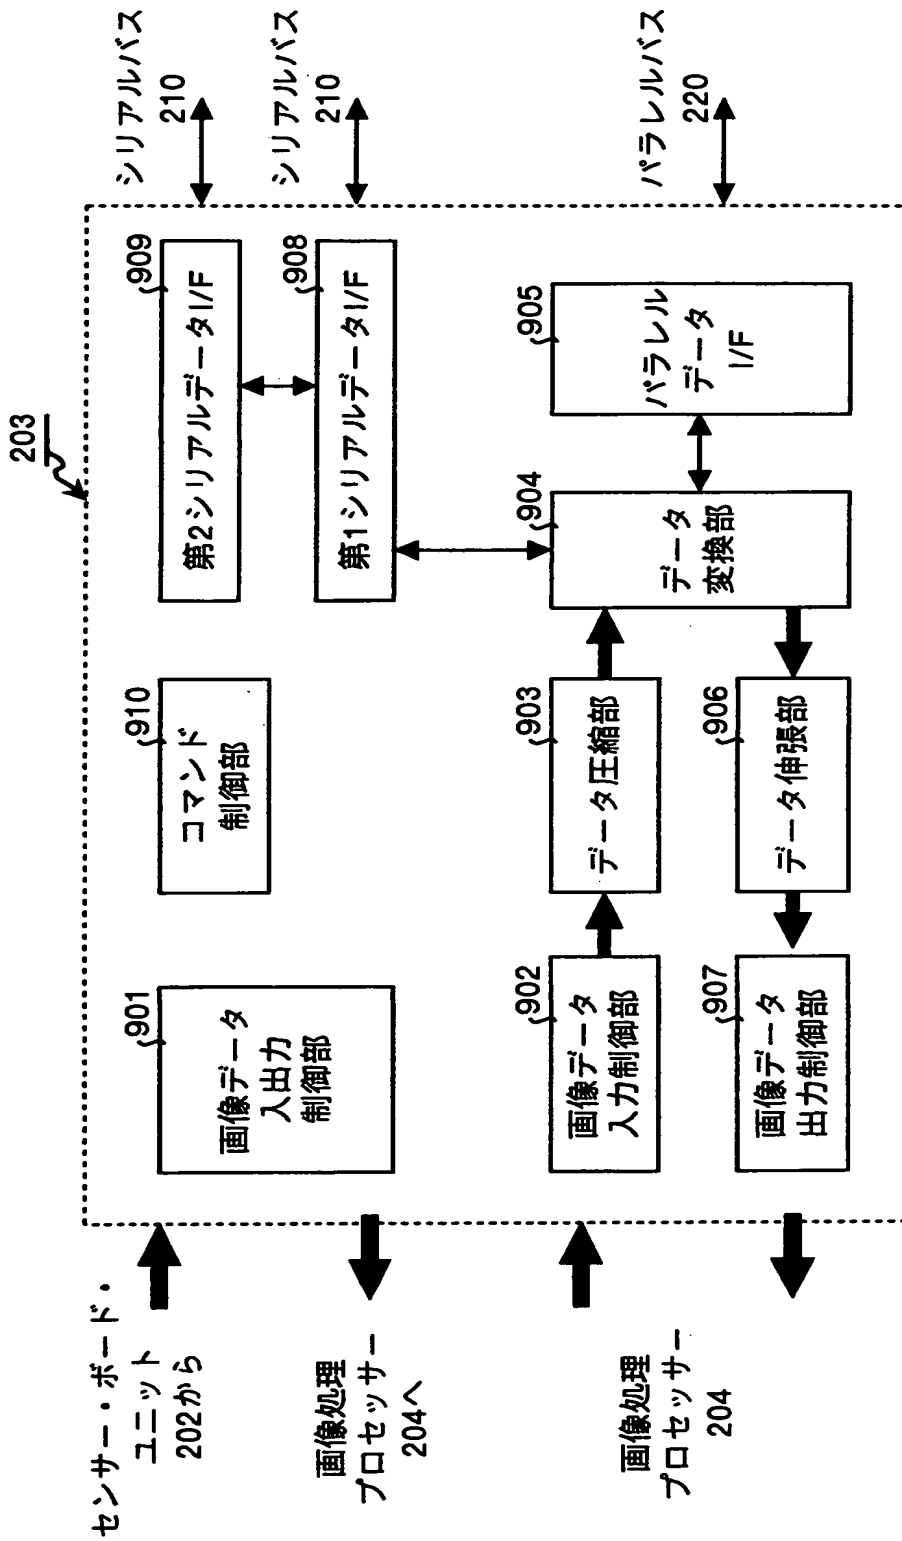 203
センサー・ボード・
ユニット
202から
画像処理
プロセッサー
204へ
画像処理
プロセッサー
204
901
画像データ
入出力
制御部
910
コマンド
制御部
909
第2シリアルデータI/F
908
第1シリアルデータI/F
902
画像データ
入力制御部
903
データ圧縮部
904
データ
変換部
905
パラレル
データ
I/F
907
画像データ
出力制御部
906
データ伸張部
シリアルバス
210
シリアルバス
210
パラレルバス
220